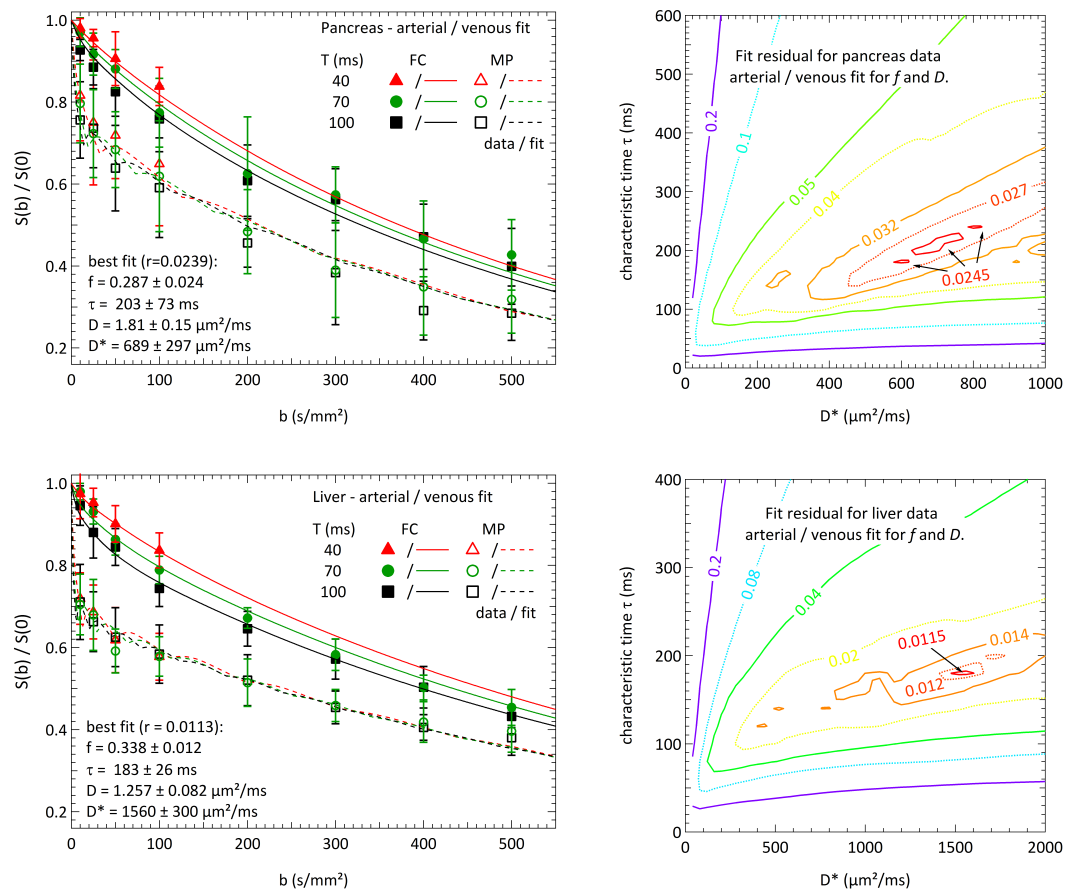 Pancreas - arterial / venous fit
T (ms) FC MP
40 / /
70 / /
100 / /
data / fit
best fit (r=0.0239):
f = 0.287 ± 0.024
τ = 203 ± 73 ms
D = 1.81 ± 0.15 µm²/ms
D* = 689 ± 297 µm²/ms
S(b) / S(0)
1.0
0.8
0.6
0.4
0.2
0 100 200 300 400 500
b (s/mm²)
Fit residual for pancreas data
arterial / venous fit for f and D.
characteristic time τ (ms)
600
500
400
300
200
100
0
0.2
0.1
0.05
0.04
0.032
0.027
0.0245
200 400 600 800 1000
D* (µm²/ms)
Liver - arterial / venous fit
T (ms) FC MP
40 / /
70 / /
100 / /
data / fit
best fit (r = 0.0113):
f = 0.338 ± 0.012
τ = 183 ± 26 ms
D = 1.257 ± 0.082 µm²/ms
D* = 1560 ± 300 µm²/ms
S(b) / S(0)
1.0
0.8
0.6
0.4
0.2
0 100 200 300 400 500
b (s/mm²)
Fit residual for liver data
arterial / venous fit for f and D.
characteristic time τ (ms)
400
300
200
100
0
0.2
0.08
0.04
0.02
0.0115
0.014
0.012
0 500 1000 1500 2000
D* (µm²/ms)